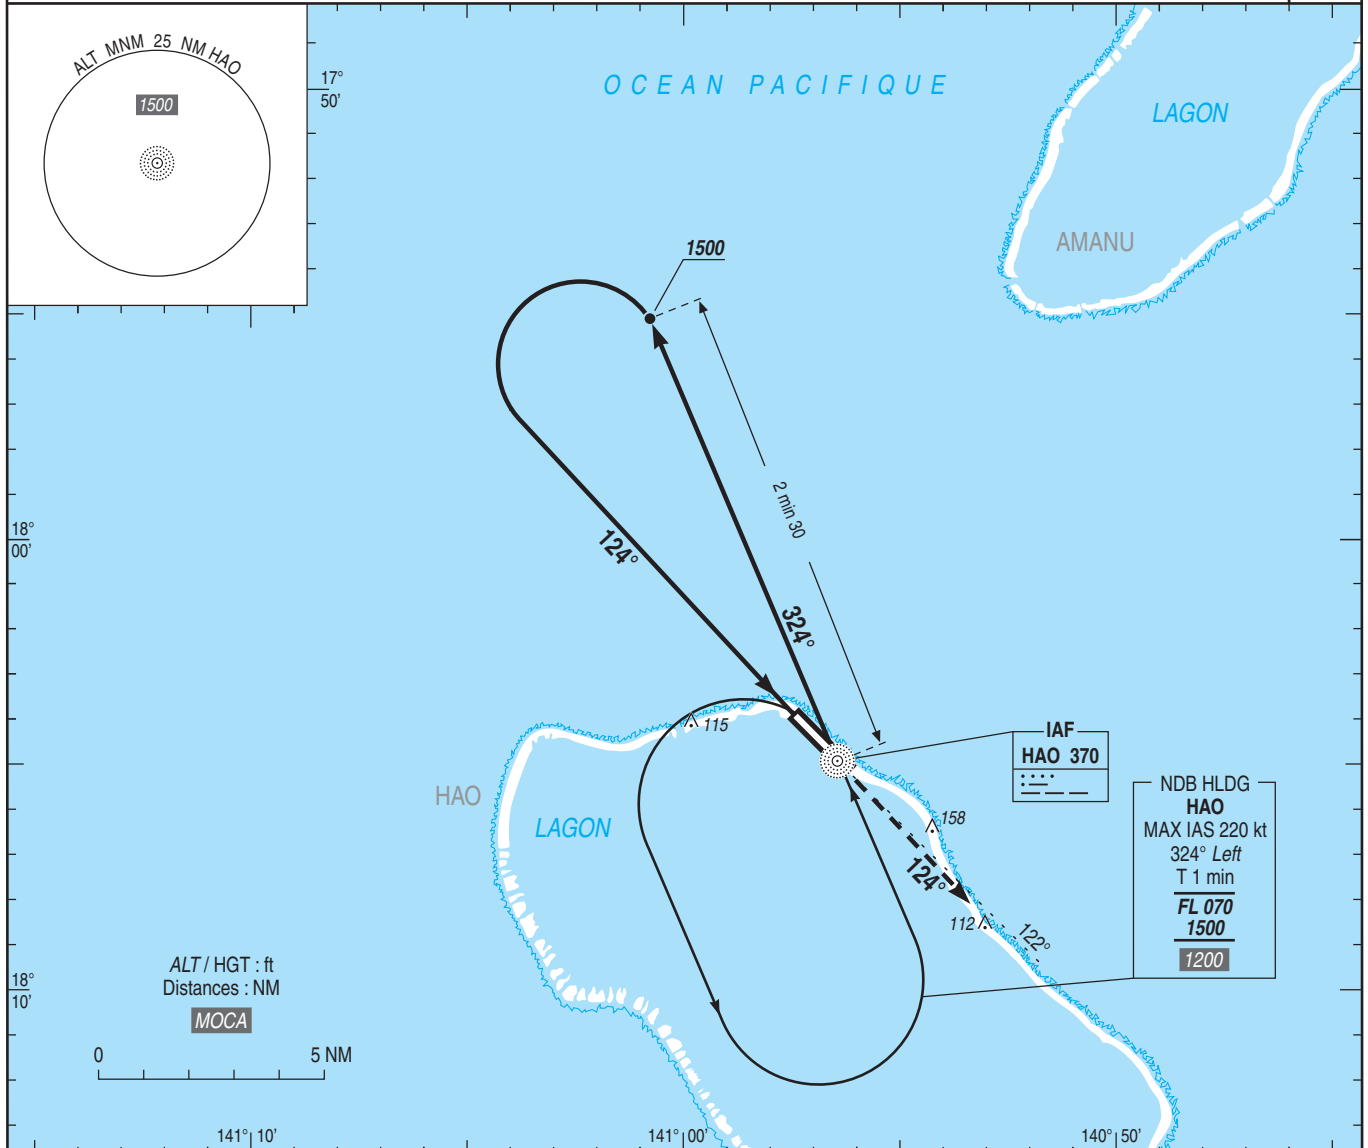 ALT MNM 25 NM HAO
1500
17°
50'
OCEAN PACIFIQUE
LAGON
AMANU
1500
2 min 30
18°
00'
124°
324°
115
IAF
HAO 370
HAO
LAGON
158
124°
112
122°
NDB HLDG
HAO
MAX IAS 220 kt
324° Left
T 1 min
FL 070
1500
1200
ALT / HGT : ft
Distances : NM
MOCA
18°
10'
0
5 NM
141° 10'
141° 00'
140° 50'